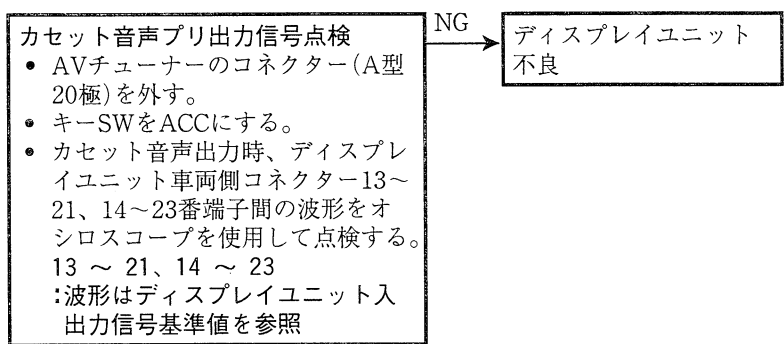 カセット音声プリ出力信号点検
• AVチューナーのコネクター(A型
20極)を外す。
• キーSWをACCにする。
• カセット音声出力時、ディスプレ
イユニット車両側コネクター13～
21、14～23番端子間の波形をオ
シロスコープを使用して点検する。
13 ～ 21、14 ～ 23
:波形はディスプレイユニット入
出力信号基準値を参照
NG
ディスプレイユニット
不良